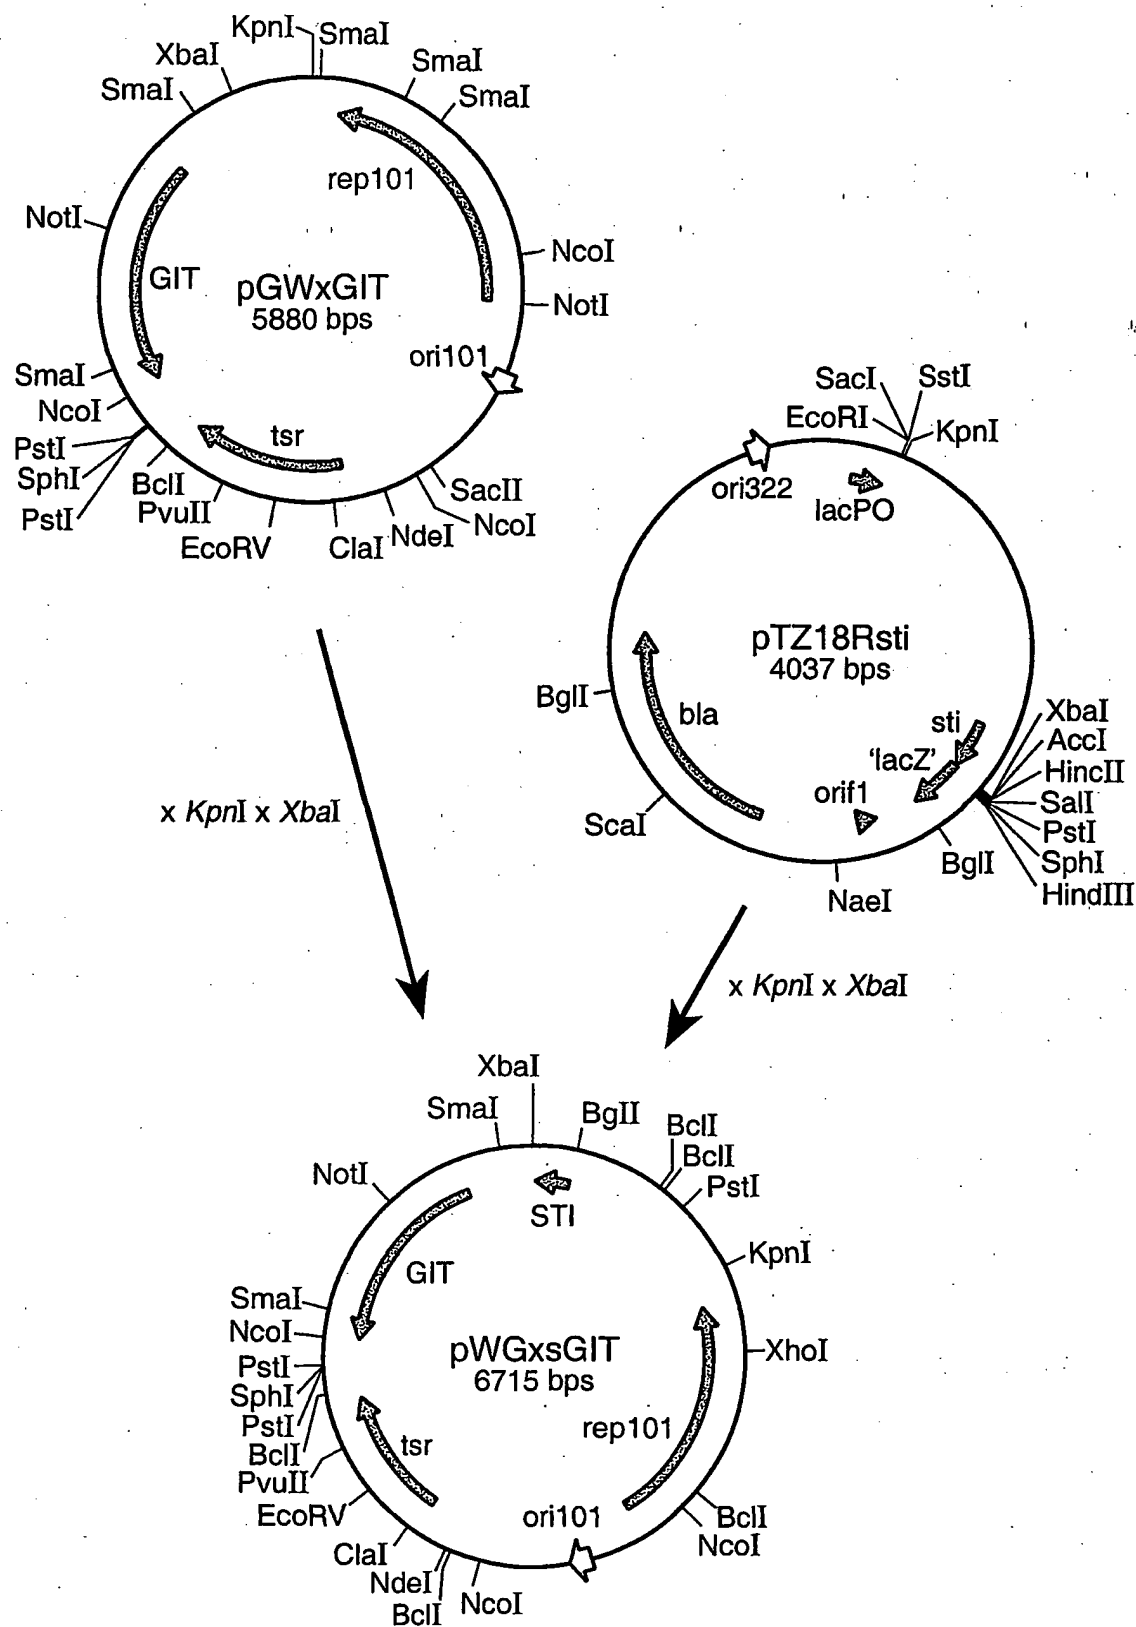 KpnI
SmaI
XbaI
SmaI
SmaI
SmaI
rep101
NotI
NcoI
GIT
pGWxGIT
5880 bps
NotI
ori101
SmaI
NcoI
tsr
PstI
SphI
PstI
BclI
PvuII
EcoRV
ClaI
NdeI
SacII
NcoI
SacI
SstI
EcoRI
KpnI
ori322
lacPO
pTZ18Rsti
4037 bps
BglI
bla
sti
'lacZ'
orif1
XbaI
AccI
HincII
SalI
PstI
SphI
HindIII
ScaI
BglI
NaeI
x KpnI x XbaI
x KpnI x XbaI
XbaI
SmaI
BgII
BclI
BclI
NotI
PstI
STI
KpnI
GIT
SmaI
NcoI
pWGxsGIT
6715 bps
XhoI
PstI
SphI
PstI
BclI
PvuII
tsr
rep101
EcoRV
ori101
BclI
NcoI
ClaI
NdeI
BclI
NcoI